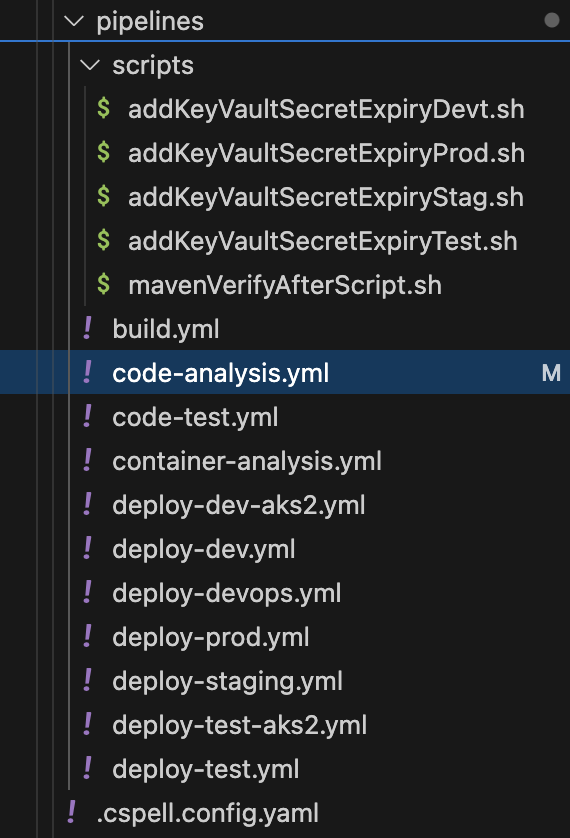 pipelines
scripts
$ addKeyVaultSecretExpiryDevt.sh
$ addKeyVaultSecretExpiryProd.sh
$ addKeyVaultSecretExpiryStag.sh
$ addKeyVaultSecretExpiryTest.sh
$ mavenVerifyAfterScript.sh
! build.yml
! code-analysis.yml M
! code-test.yml
! container-analysis.yml
! deploy-dev-aks2.yml
! deploy-dev.yml
! deploy-devops.yml
! deploy-prod.yml
! deploy-staging.yml
! deploy-test-aks2.yml
! deploy-test.yml
! .cspell.config.yaml